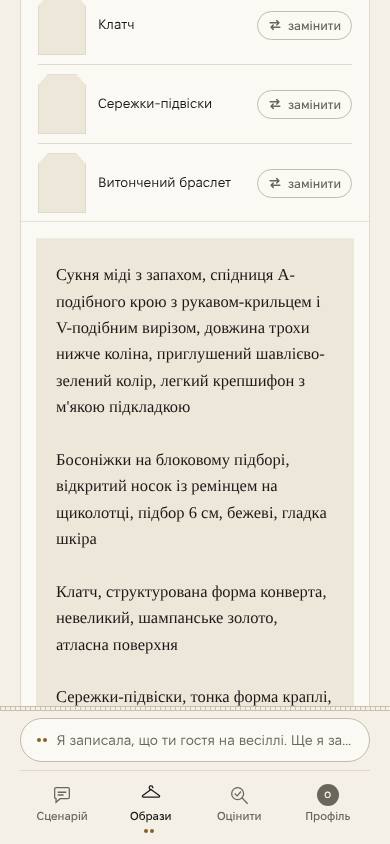 Клатч
замінити
Сережки-підвіски
замінити
Витончений браслет
замінити
Сукня міді з запахом, спідниця А-
подібного крою з рукавом-крильцем і
V-подібним вирізом, довжина трохи
нижче коліна, приглушений шавлієво-
зелений колір, легкий крепшифон з
м'якою підкладкою
Босоніжки на блоковому підборі,
відкритий носок із ремінцем на
щиколотці, підбор 6 см, бежеві, гладка
шкіра
Клатч, структурована форма конверта,
невеликий, шампанське золото,
атласна поверхня
Сережки-підвіски, тонка форма краплі,
Я записала, що ти гостя на весіллі. Ще я за...
Сценарій
Образи
Оцінити
О
Профіль